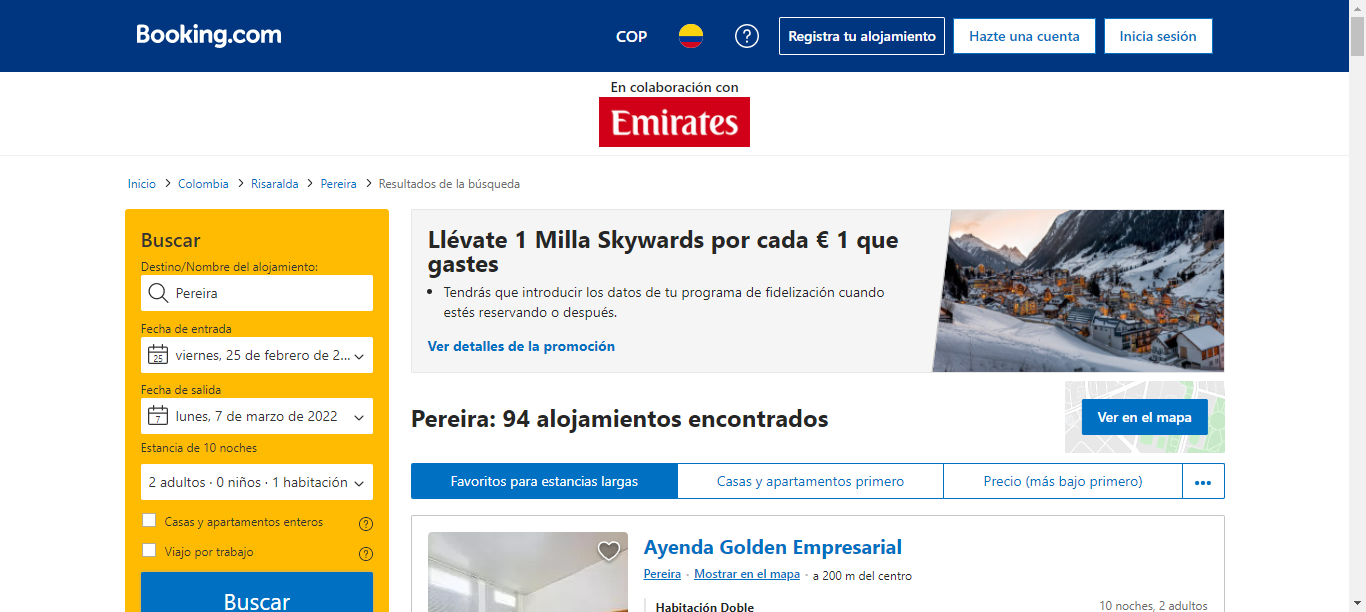 Booking.com
COP
?
Registra tu alojamiento
Hazte una cuenta
Inicia sesión
En colaboración con
Emirates
Inicio > Colombia > Risaralda > Pereira > Resultados de la búsqueda
Buscar
Destino/Nombre del alojamiento:
Pereira
Fecha de entrada
25
viernes, 25 de febrero de 2...
Fecha de salida
7
lunes, 7 de marzo de 2022
Estancia de 10 noches
2 adultos · 0 niños · 1 habitación
Casas y apartamentos enteros
?
Viajo por trabajo
?
Buscar
Llévate 1 Milla Skywards por cada € 1 que
gastes
• Tendrás que introducir los datos de tu programa de fidelización cuando
estés reservando o después.
Ver detalles de la promoción
Pereira: 94 alojamientos encontrados
Ver en el mapa
Favoritos para estancias largas
Casas y apartamentos primero
Precio (más bajo primero)
•••
Ayenda Golden Empresarial
Pereira · Mostrar en el mapa · a 200 m del centro
Habitación Doble
10 noches, 2 adultos